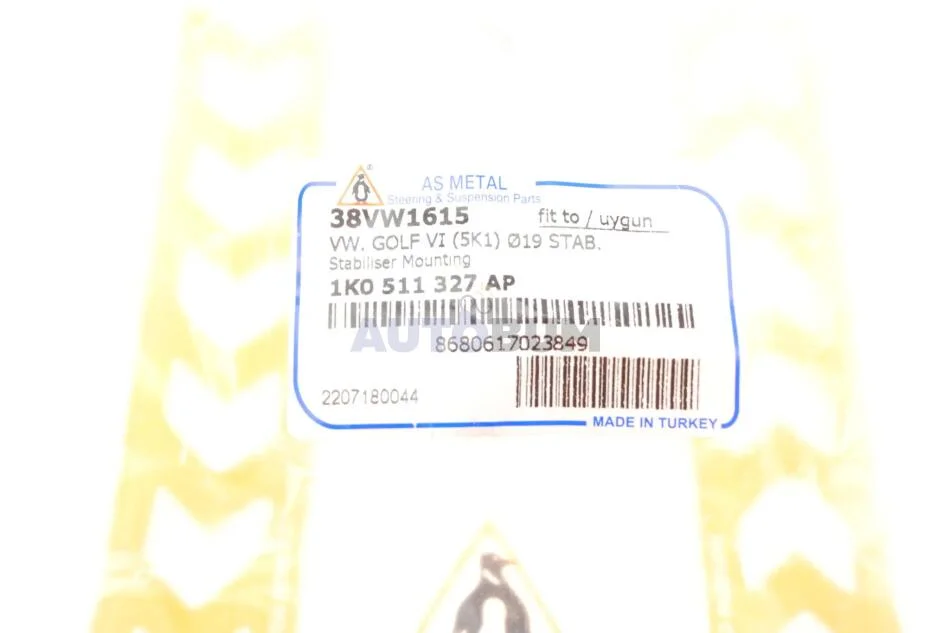 AS METAL
Steering & Suspension Parts
38VW1615 fit to / uygun
VW. GOLF VI (5K1) Ø19 STAB.
Stabiliser Mounting
1K0 511 327 AP
AUTOBUM
8680617023849
2207180044
MADE IN TURKEY